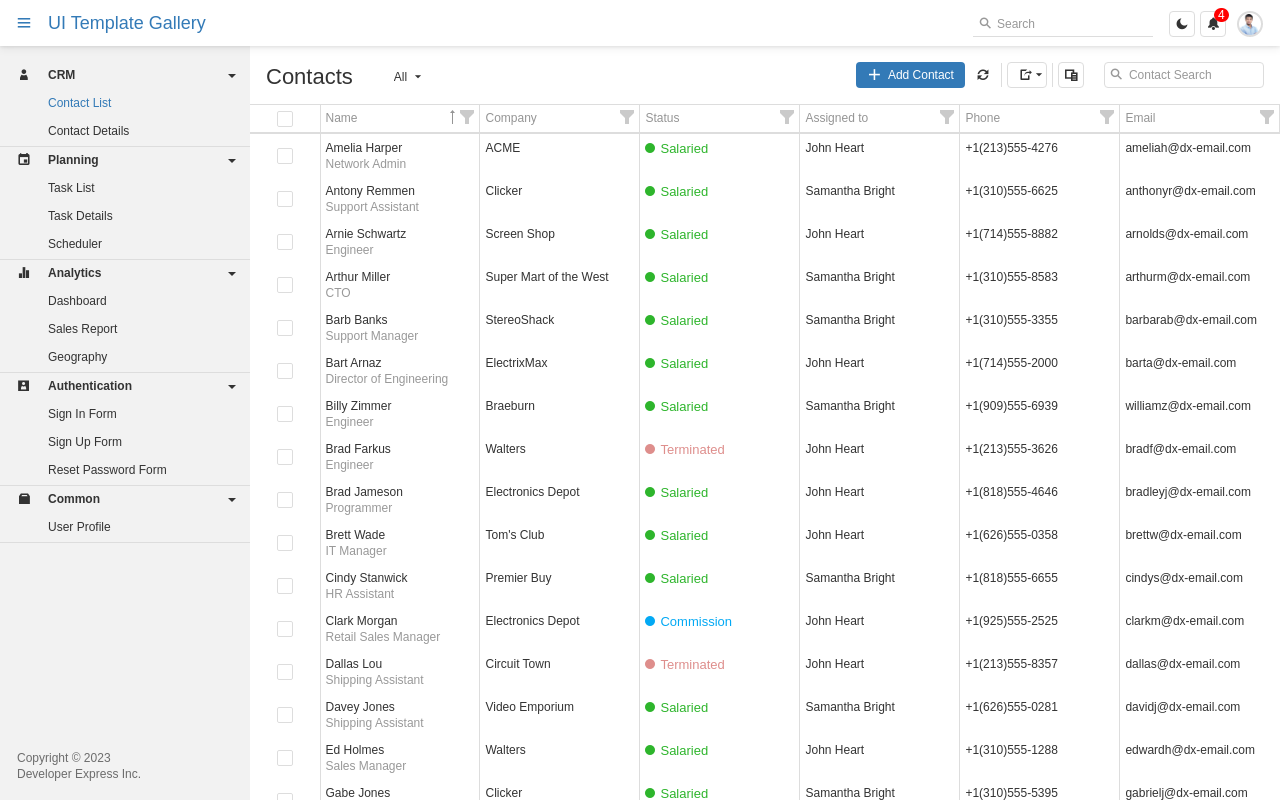 UI Template Gallery
Search
4
CRM
Contact List
Contact Details
Planning
Task List
Task Details
Scheduler
Analytics
Dashboard
Sales Report
Geography
Authentication
Sign In Form
Sign Up Form
Reset Password Form
Common
User Profile
Copyright © 2023
Developer Express Inc.
Contacts
All
Add Contact
Contact Search
Name Company Status Assigned to Phone Email
Amelia Harper ACME Salaried John Heart +1(213)555-4276 ameliah@dx-email.com
Network Admin
Antony Remmen Clicker Salaried Samantha Bright +1(310)555-6625 anthonyr@dx-email.com
Support Assistant
Arnie Schwartz Screen Shop Salaried John Heart +1(714)555-8882 arnolds@dx-email.com
Engineer
Arthur Miller Super Mart of the West Salaried Samantha Bright +1(310)555-8583 arthurm@dx-email.com
CTO
Barb Banks StereoShack Salaried Samantha Bright +1(310)555-3355 barbarab@dx-email.com
Support Manager
Bart Arnaz ElectrixMax Salaried John Heart +1(714)555-2000 barta@dx-email.com
Director of Engineering
Billy Zimmer Braeburn Salaried Samantha Bright +1(909)555-6939 williamz@dx-email.com
Engineer
Brad Farkus Walters Terminated John Heart +1(213)555-3626 bradf@dx-email.com
Engineer
Brad Jameson Electronics Depot Salaried John Heart +1(818)555-4646 bradleyj@dx-email.com
Programmer
Brett Wade Tom's Club Salaried John Heart +1(626)555-0358 brettw@dx-email.com
IT Manager
Cindy Stanwick Premier Buy Salaried Samantha Bright +1(818)555-6655 cindys@dx-email.com
HR Assistant
Clark Morgan Electronics Depot Commission John Heart +1(925)555-2525 clarkm@dx-email.com
Retail Sales Manager
Dallas Lou Circuit Town Terminated John Heart +1(213)555-8357 dallas@dx-email.com
Shipping Assistant
Davey Jones Video Emporium Salaried Samantha Bright +1(626)555-0281 davidj@dx-email.com
Shipping Assistant
Ed Holmes Walters Salaried John Heart +1(310)555-1288 edwardh@dx-email.com
Sales Manager
Gabe Jones Clicker Salaried Samantha Bright +1(310)555-5395 gabrielj@dx-email.com